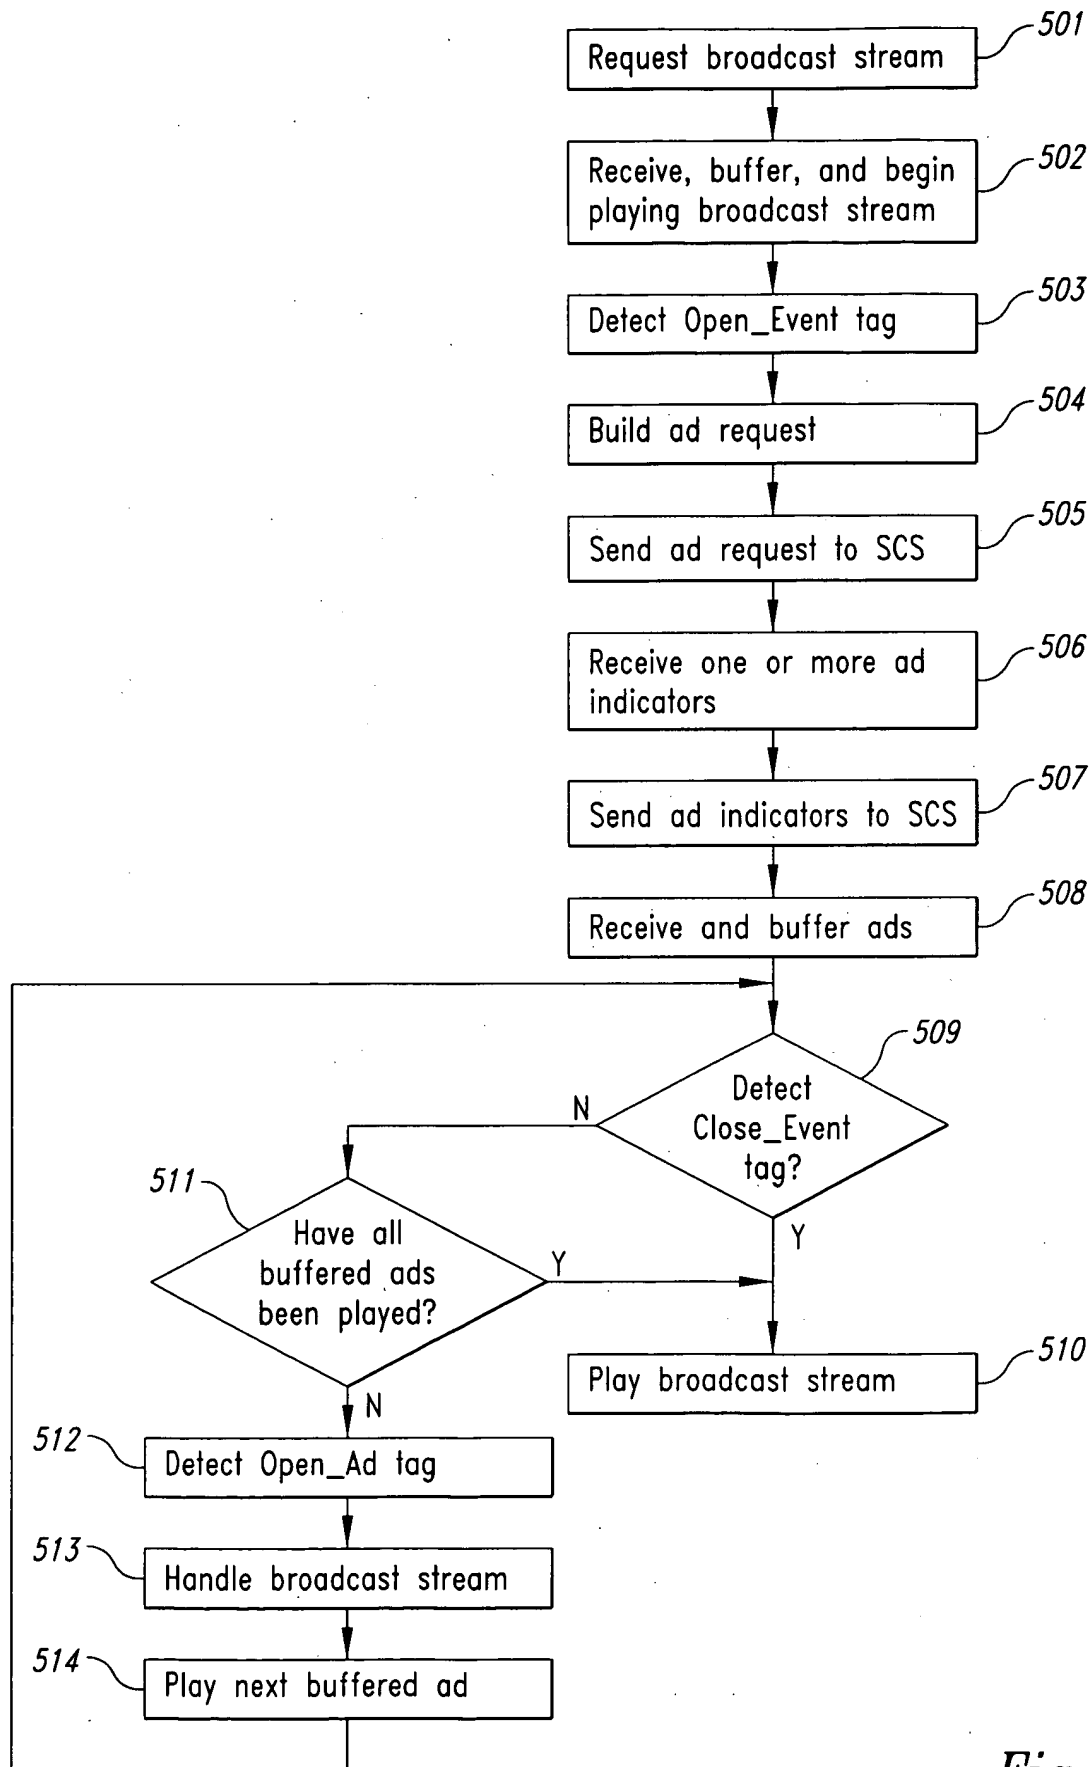 501
Request broadcast stream
502
Receive, buffer, and begin
playing broadcast stream
503
Detect Open_Event tag
504
Build ad request
505
Send ad request to SCS
506
Receive one or more ad
indicators
507
Send ad indicators to SCS
508
Receive and buffer ads
509
Detect
Close_Event
tag?
N
Y
511
Have all
buffered ads
been played?
Y
N
510
Play broadcast stream
512
Detect Open_Ad tag
513
Handle broadcast stream
514
Play next buffered ad